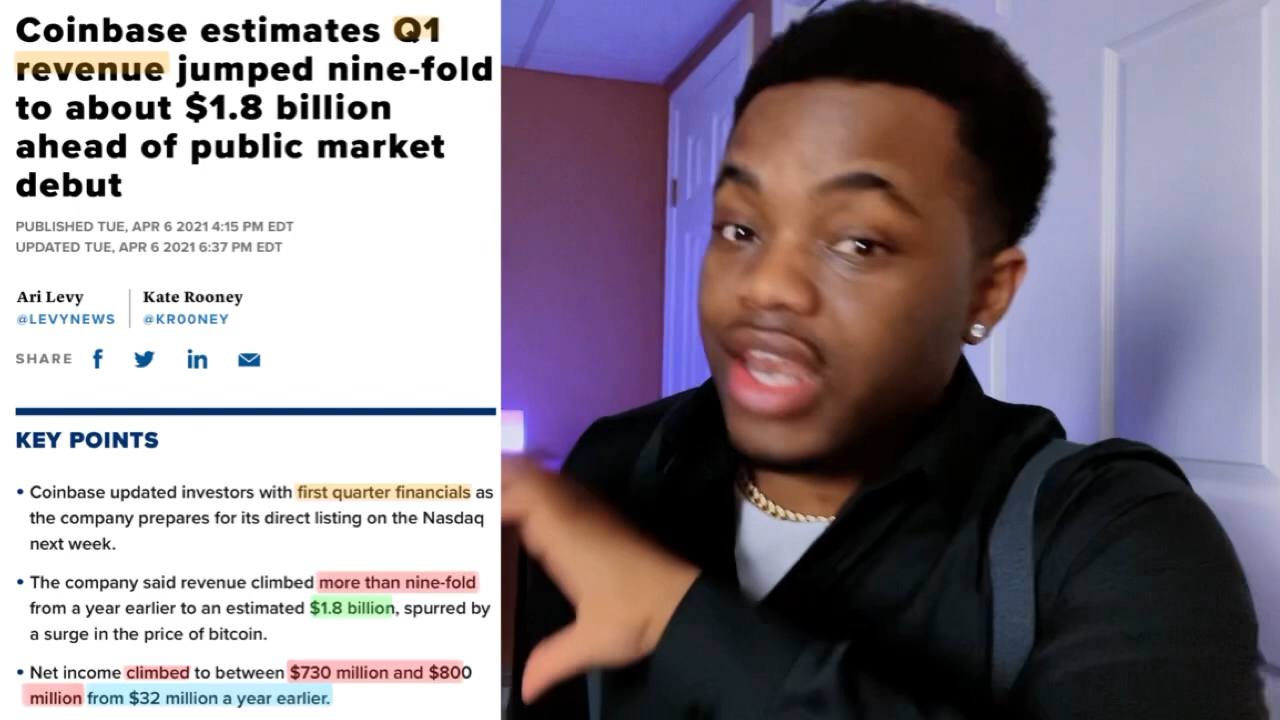 Coinbase estimates Q1
revenue jumped nine-fold
to about $1.8 billion
ahead of public market
debut
PUBLISHED TUE, APR 6 2021 4:15 PM EDT
UPDATED TUE, APR 6 2021 6:37 PM EDT
Ari Levy
@LEVYNEWS
Kate Rooney
@KR00NEY
SHARE
KEY POINTS
• Coinbase updated investors with first quarter financials as
the company prepares for its direct listing on the Nasdaq
next week.
• The company said revenue climbed more than nine-fold
from a year earlier to an estimated $1.8 billion, spurred by
a surge in the price of bitcoin.
• Net income climbed to between $730 million and $800
million from $32 million a year earlier.